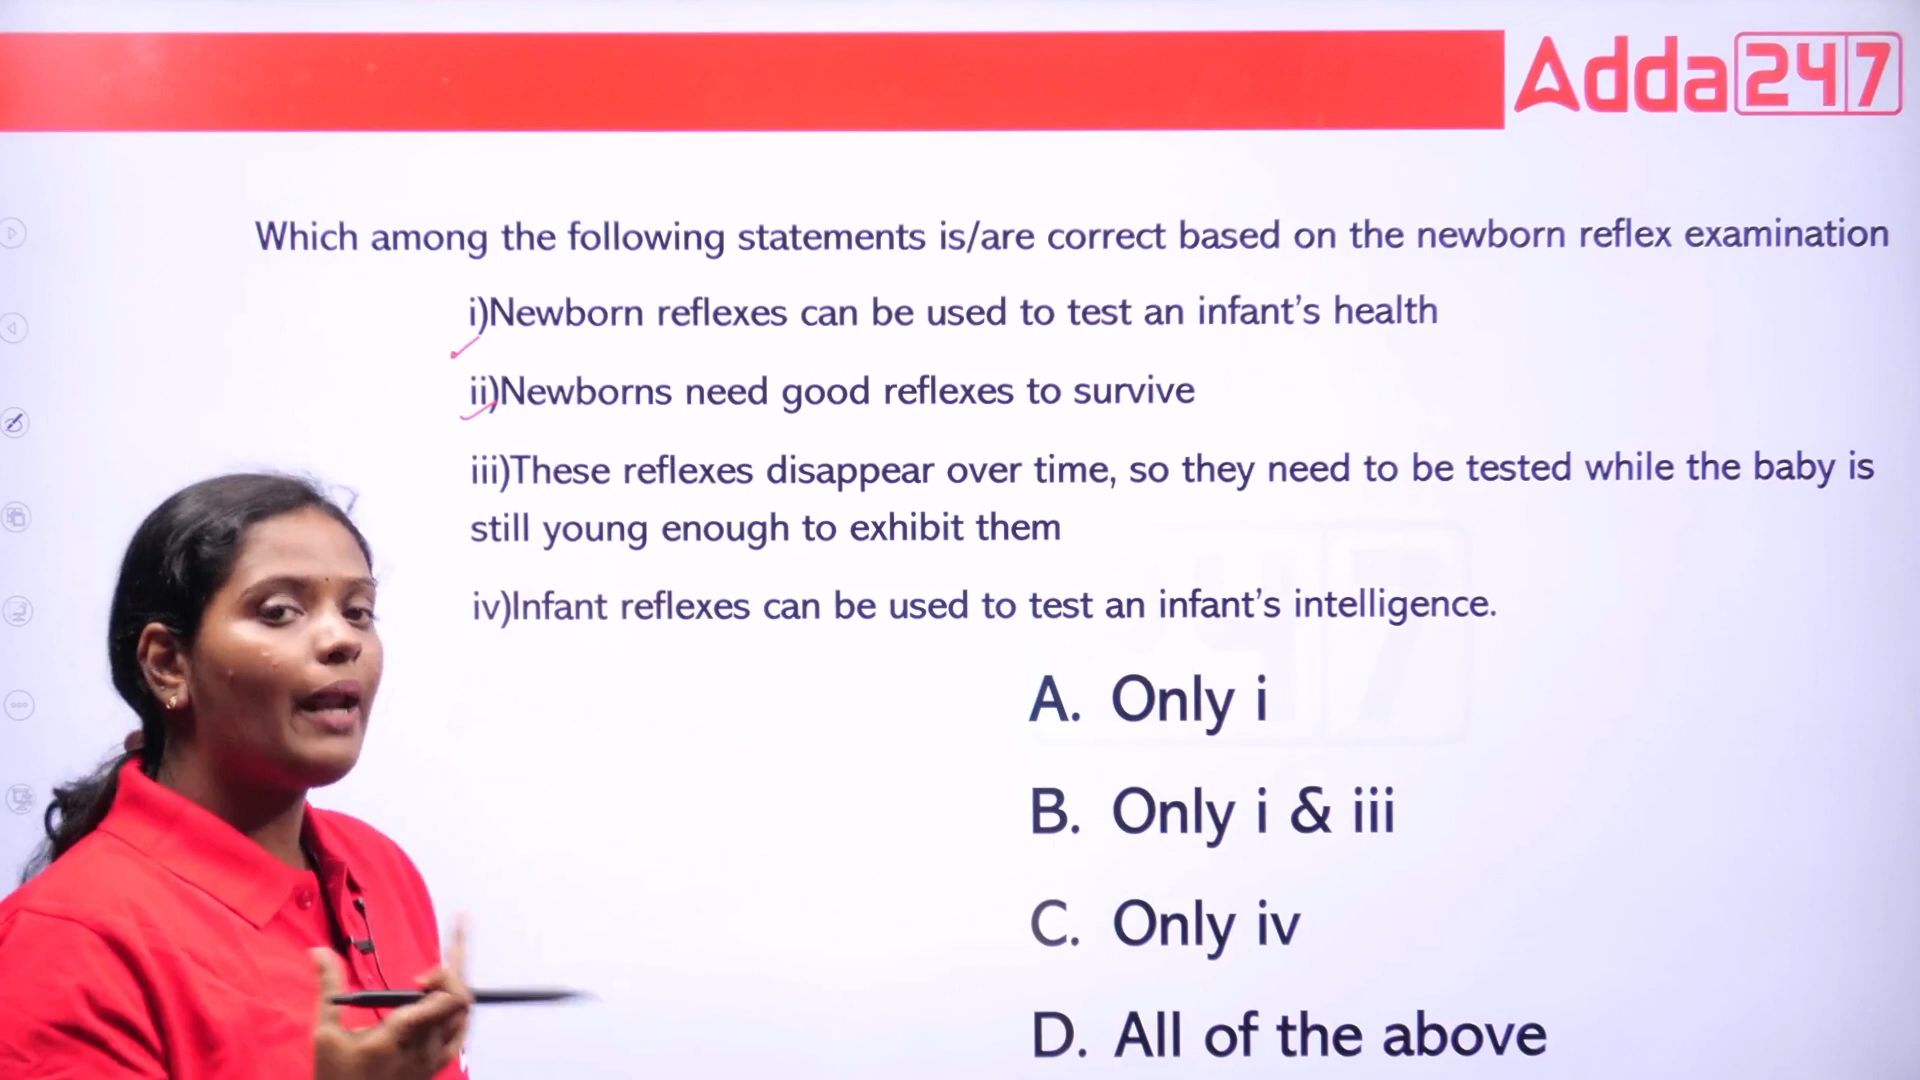 Adda247
Which among the following statements is/are correct based on the newborn reflex examination
i)Newborn reflexes can be used to test an infant's health
ii)Newborns need good reflexes to survive
iii)These reflexes disappear over time, so they need to be tested while the baby is
still young enough to exhibit them
iv)Infant reflexes can be used to test an infant's intelligence.
A. Only i
B. Only i & iii
C. Only iv
D. All of the above